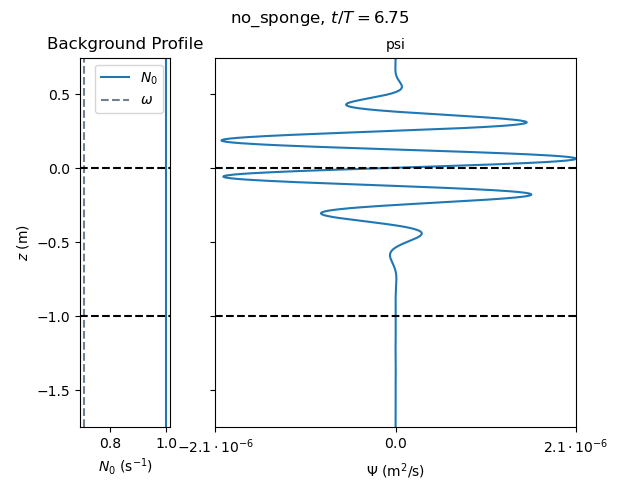 no_sponge, t/T = 6.75
Background Profile
psi
N₀
ω
0.5
0.0
−0.5
−1.0
−1.5
z (m)
0.8
1.0
−2.1 · 10⁻⁶
0.0
2.1 · 10⁻⁶
N₀ (s⁻¹)
Ψ (m²/s)